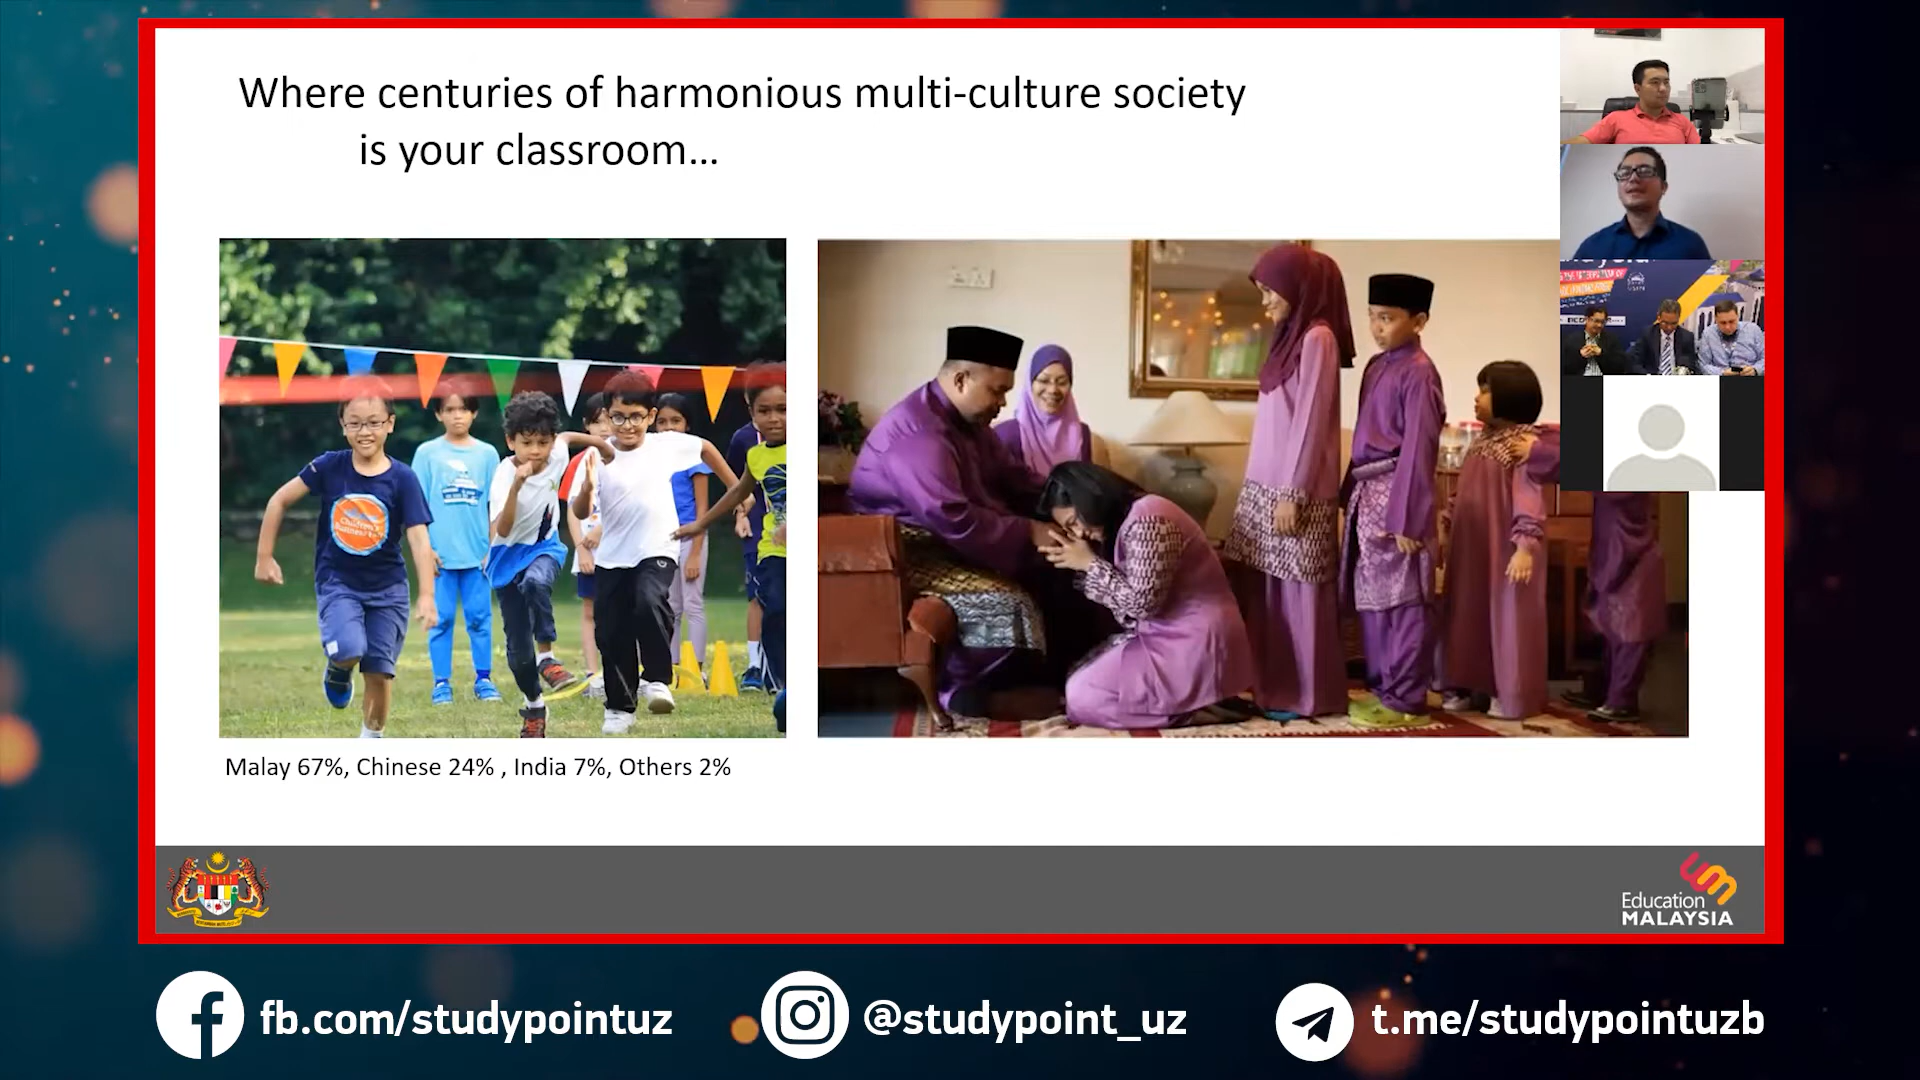 Where centuries of harmonious multi-culture society
is your classroom...
Malay 67%, Chinese 24% , India 7%, Others 2%
Education
MALAYSIA
fb.com/studypointuz
@studypoint_uz
t.me/studypointuzb